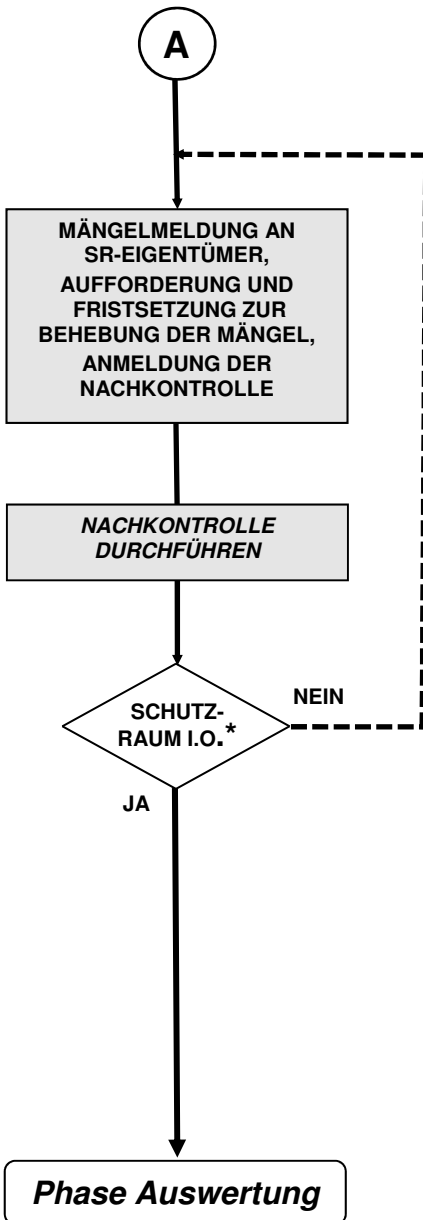 A
MÄNGELMELDUNG AN
SR-EIGENTÜMER,
AUFFORDERUNG UND
FRISTSETZUNG ZUR
BEHEBUNG DER MÄNGEL,
ANMELDUNG DER
NACHKONTROLLE
NACHKONTROLLE
DURCHFÜHREN
SCHUTZ-
RAUM I.O.*
NEIN
JA
Phase Auswertung